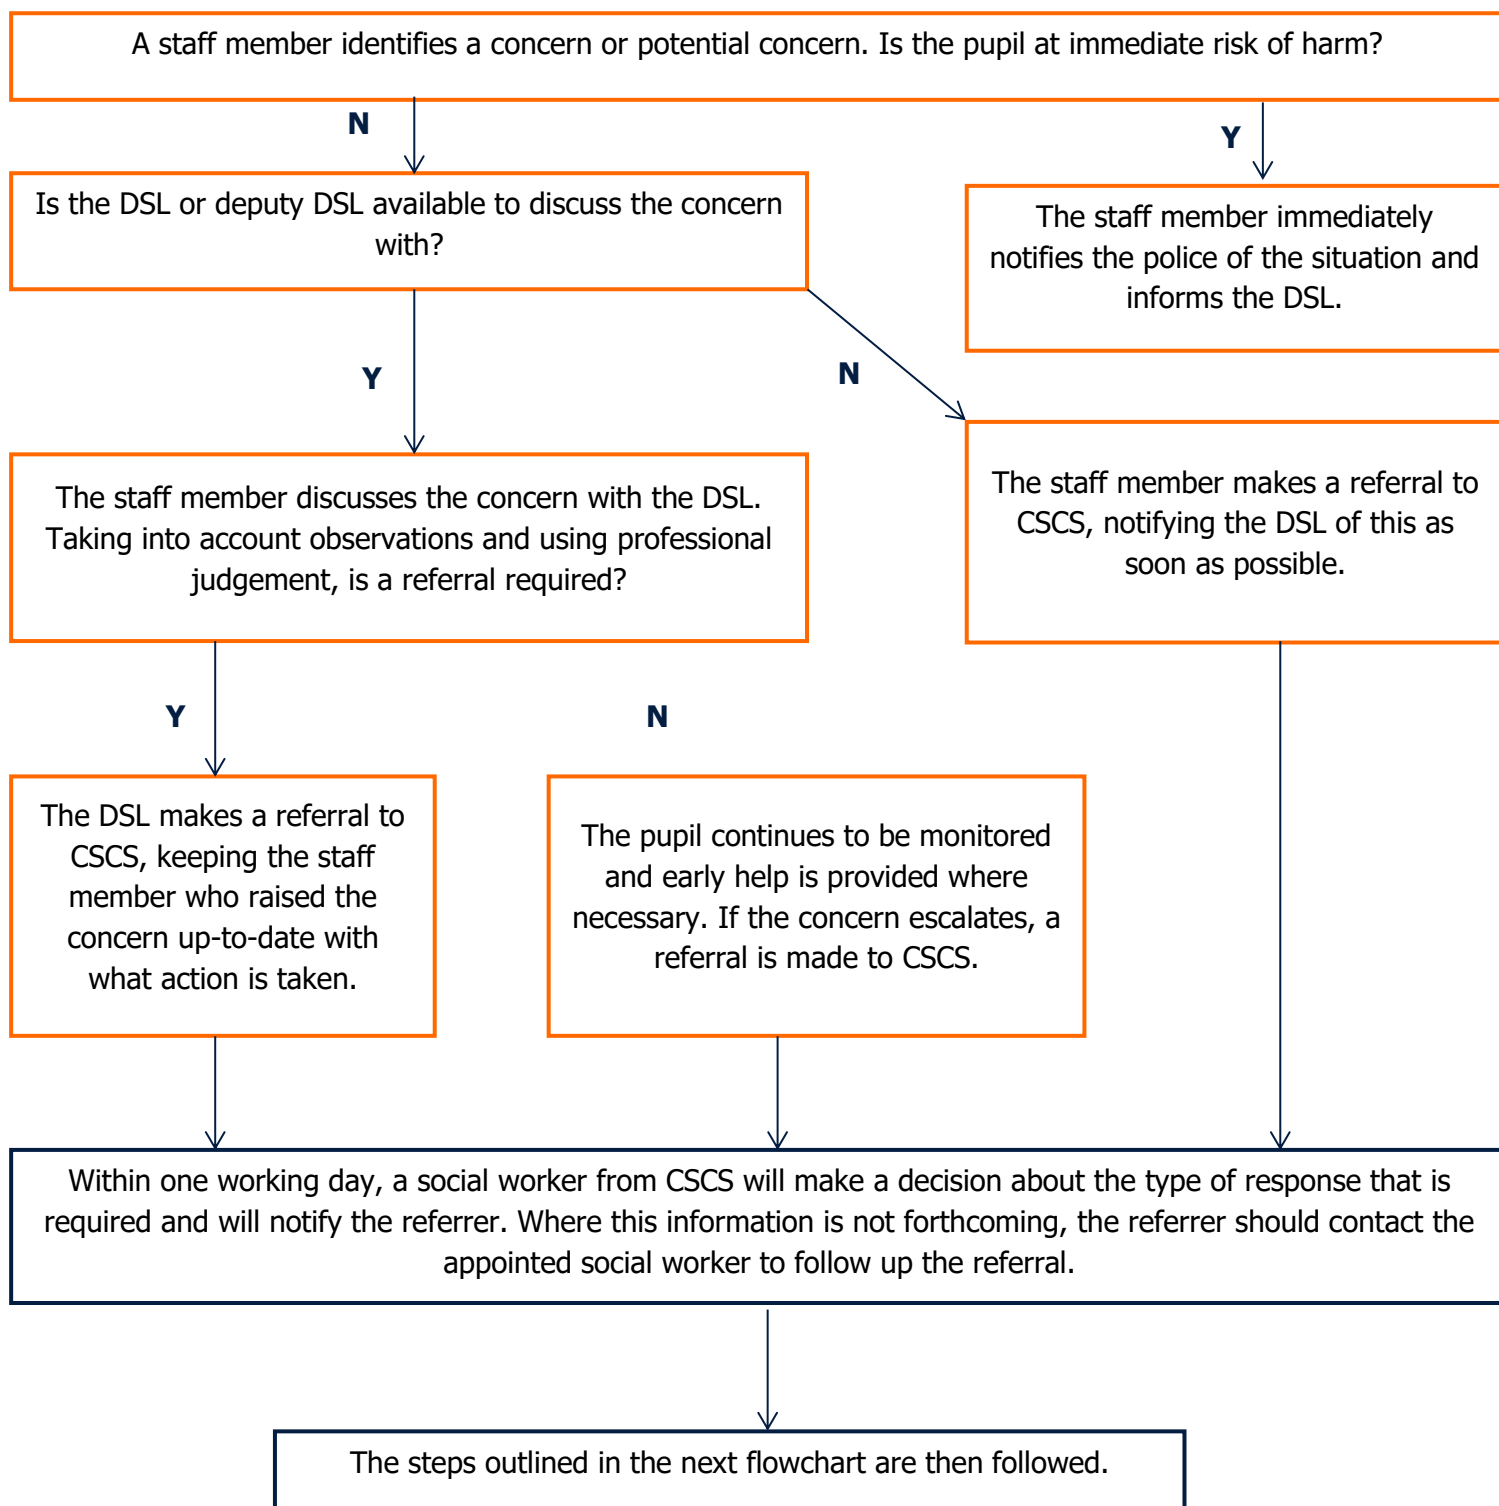 A staff member identifies a concern or potential concern. Is the pupil at immediate risk of harm?
N
Y
Is the DSL or deputy DSL available to discuss the concern
with?
The staff member immediately
notifies the police of the situation and
informs the DSL.
Y
N
The staff member discusses the concern with the DSL.
Taking into account observations and using professional
judgement, is a referral required?
The staff member makes a referral to
CSCS, notifying the DSL of this as
soon as possible.
Y
N
The DSL makes a referral to
CSCS, keeping the staff
member who raised the
concern up-to-date with
what action is taken.
The pupil continues to be monitored
and early help is provided where
necessary. If the concern escalates, a
referral is made to CSCS.
Within one working day, a social worker from CSCS will make a decision about the type of response that is
required and will notify the referrer. Where this information is not forthcoming, the referrer should contact the
appointed social worker to follow up the referral.
The steps outlined in the next flowchart are then followed.